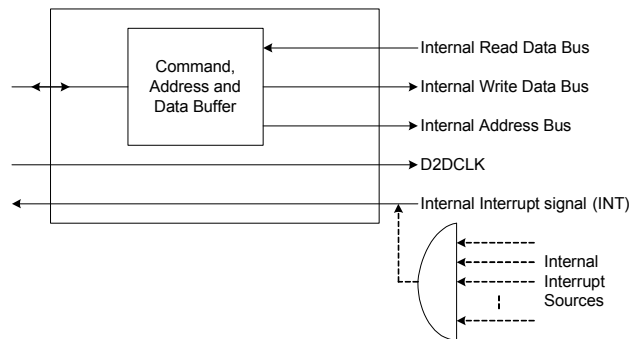 Command,
Address and
Data Buffer
Internal Read Data Bus
Internal Write Data Bus
Internal Address Bus
D2DCLK
Internal Interrupt signal (INT)
Internal
Interrupt
Sources